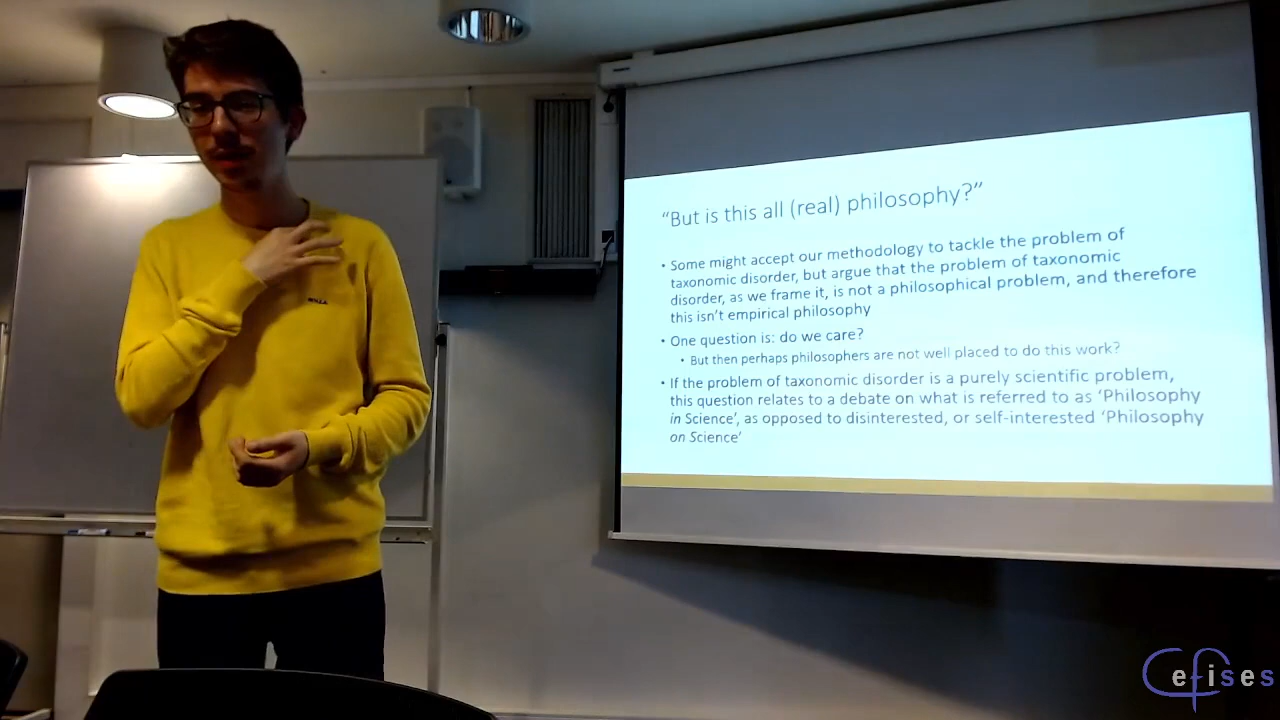 “But is this all (real) philosophy?”
• Some might accept our methodology to tackle the problem of
taxonomic disorder, but argue that the problem of taxonomic
disorder, as we frame it, is not a philosophical problem, and therefore
this isn’t empirical philosophy
• One question is: do we care?
• But then perhaps philosophers are not well placed to do this work?
• If the problem of taxonomic disorder is a purely scientific problem,
this question relates to a debate on what is referred to as ‘Philosophy
in Science’, as opposed to disinterested, or self-interested ‘Philosophy
on Science’
Cefises